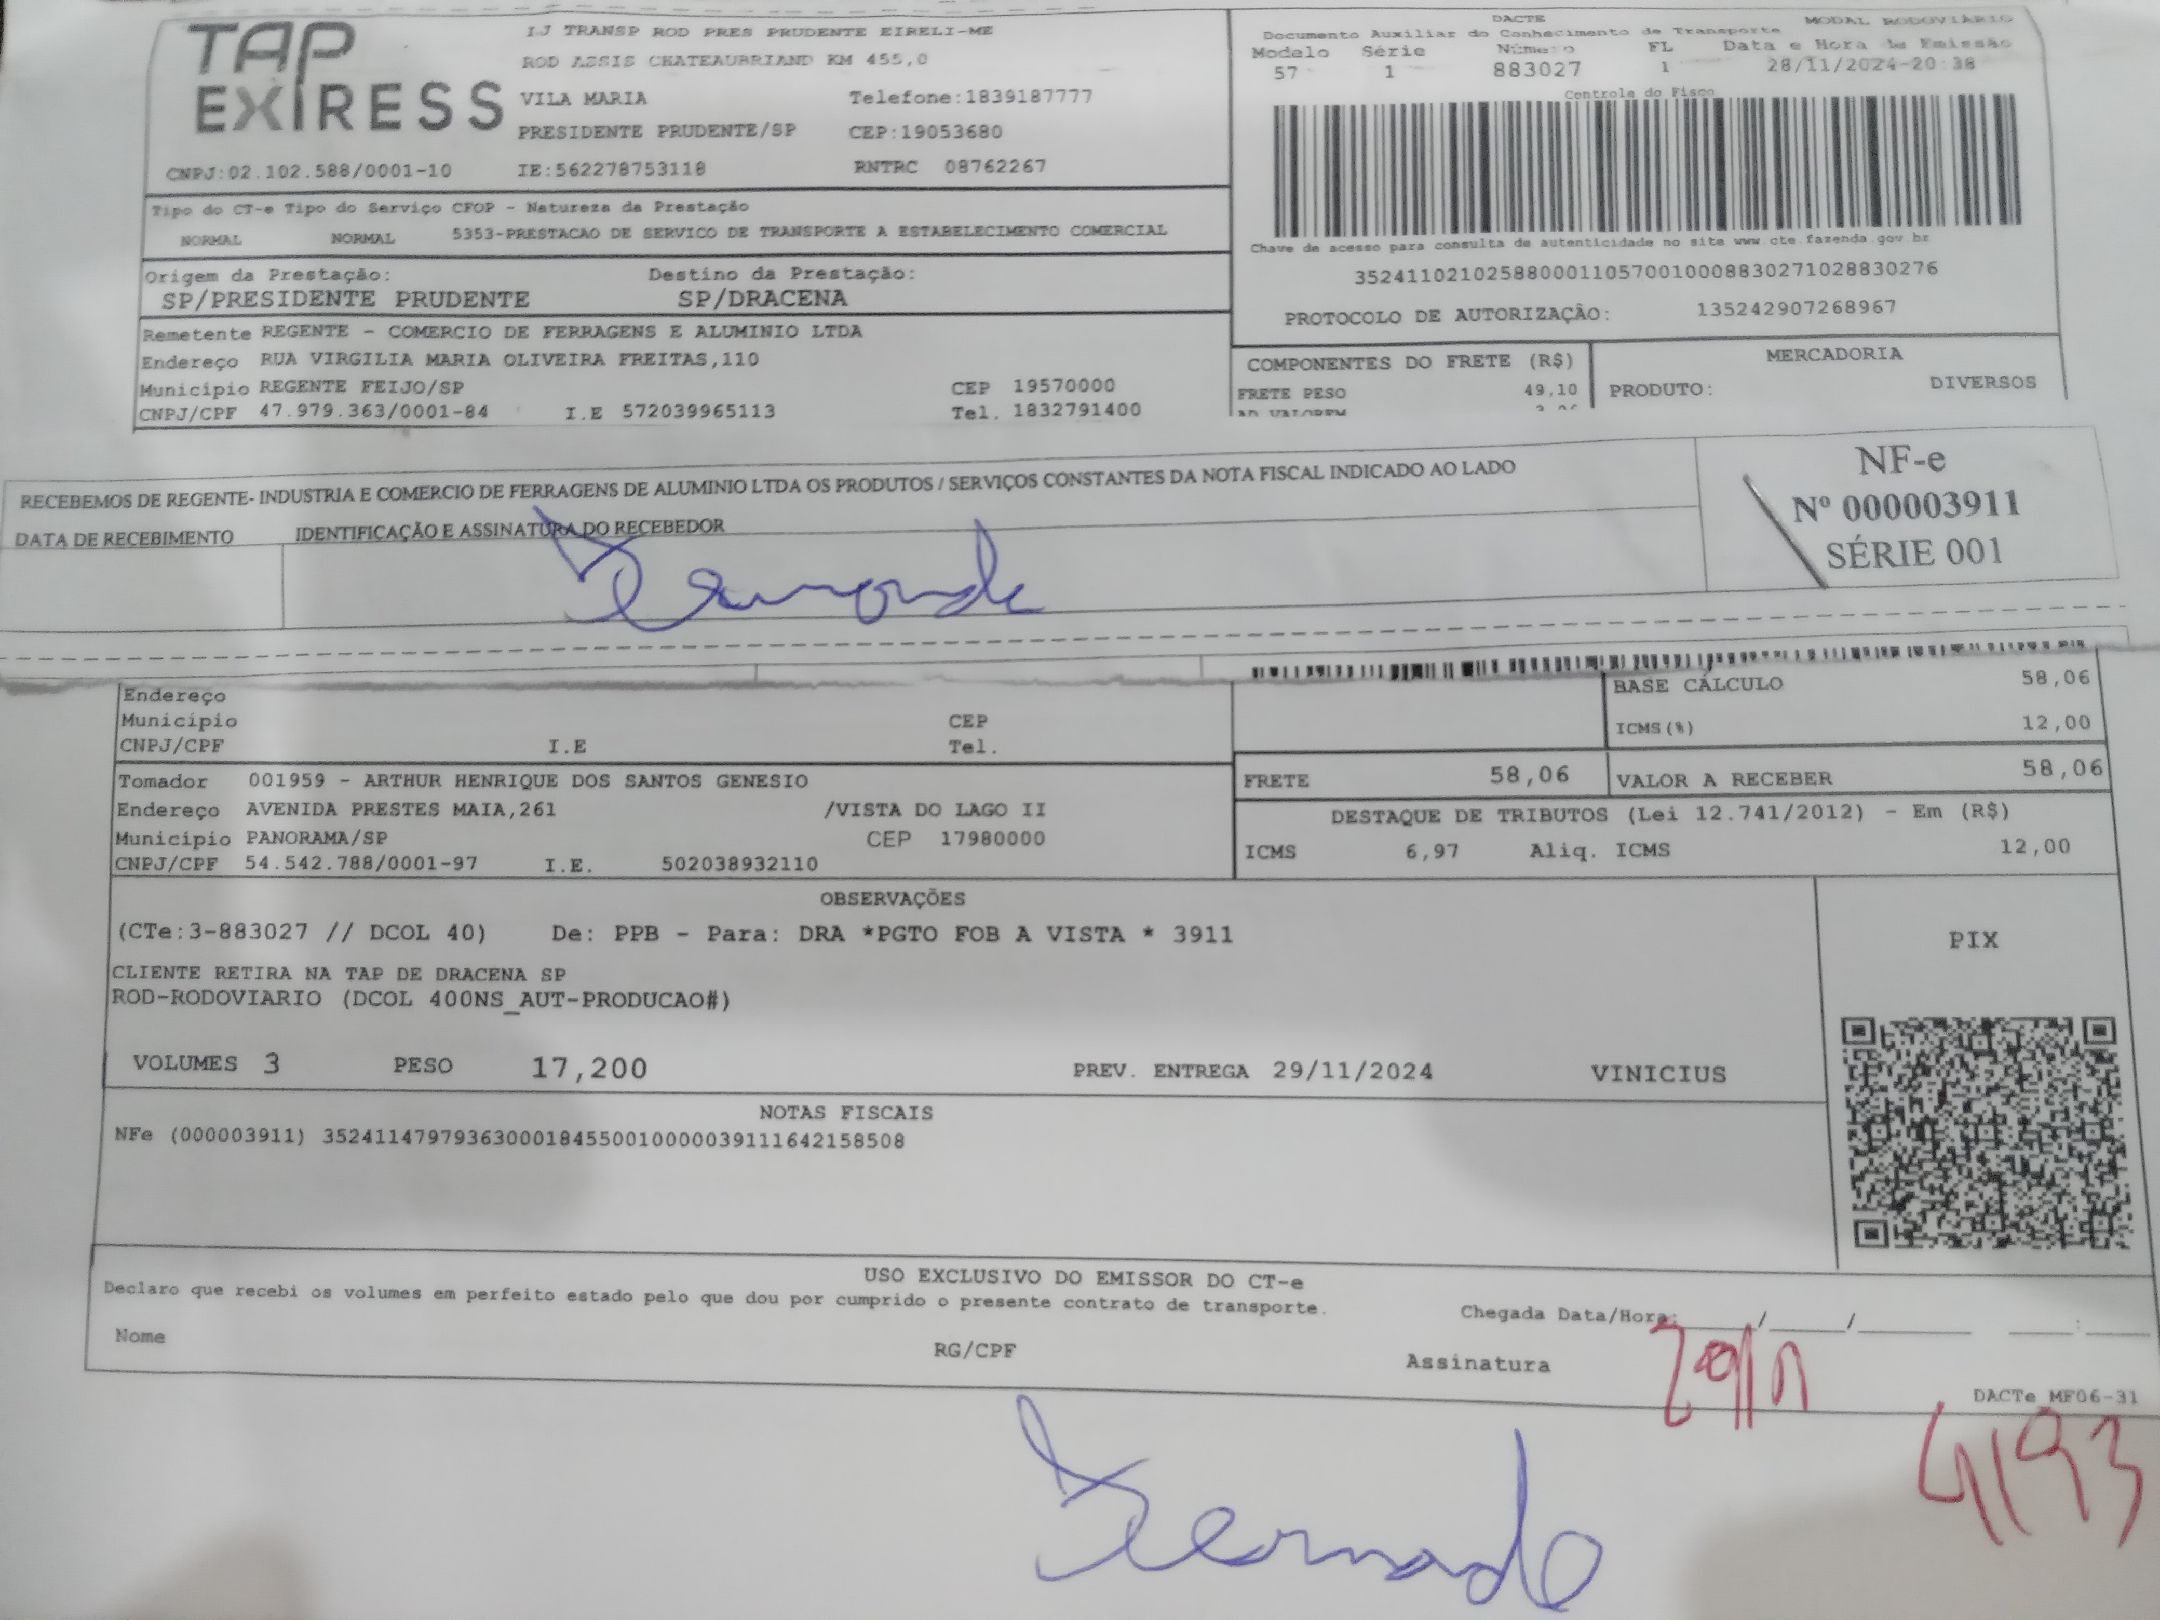 TAP
EXPRESS
IJ TRANSP ROD PRES PRUDENTE EIRELI-ME
ROD ASSIS CHATEAUBRIAND KM 455,0
VILA MARIA Telefone:1839187777
PRESIDENTE PRUDENTE/SP CEP:19053680
CNPJ:02.102.588/0001-10 IE:562278753118 RNTRC 08762267
DACTE MODAL RODOVIÁRIO
Documento Auxiliar do Conhecimento de Transporte
Modelo Série Número FL Data e Hora de Emissão
57 1 883027 1 28/11/2024-20:38
Controle do Fisco
Chave de acesso para consulta de autenticidade no site www.cte.fazenda.gov.br
35241102102588000110570010008830271028830276
PROTOCOLO DE AUTORIZAÇÃO: 135242907268967
Tipo do CT-e Tipo do Serviço CFOP - Natureza da Prestação
NORMAL NORMAL 5353-PRESTACAO DE SERVICO DE TRANSPORTE A ESTABELECIMENTO COMERCIAL
Origem da Prestação: Destino da Prestação:
SP/PRESIDENTE PRUDENTE SP/DRACENA
Remetente REGENTE - COMERCIO DE FERRAGENS E ALUMINIO LTDA
Endereço RUA VIRGILIA MARIA OLIVEIRA FREITAS,110
Município REGENTE FEIJO/SP CEP 19570000
CNPJ/CPF 47.979.363/0001-84 I.E 572039965113 Tel. 1832791400
COMPONENTES DO FRETE (R$) MERCADORIA
FRETE PESO 49,10 PRODUTO: DIVERSOS
AD VALOREM
RECEBEMOS DE REGENTE- INDUSTRIA E COMERCIO DE FERRAGENS DE ALUMINIO LTDA OS PRODUTOS / SERVIÇOS CONSTANTES DA NOTA FISCAL INDICADO AO LADO
DATA DE RECEBIMENTO IDENTIFICAÇÃO E ASSINATURA DO RECEBEDOR
NF-e
Nº 000003911
SÉRIE 001
Endereço
Município CEP
CNPJ/CPF I.E Tel.
BASE CÁLCULO 58,06
ICMS(%) 12,00
Tomador 001959 - ARTHUR HENRIQUE DOS SANTOS GENESIO
Endereço AVENIDA PRESTES MAIA,261 /VISTA DO LAGO II
Município PANORAMA/SP CEP 17980000
CNPJ/CPF 54.542.788/0001-97 I.E. 502038932110
FRETE 58,06 VALOR A RECEBER 58,06
DESTAQUE DE TRIBUTOS (Lei 12.741/2012) - Em (R$)
ICMS 6,97 Aliq. ICMS 12,00
OBSERVAÇÕES
(CTe:3-883027 // DCOL 40) De: PPB - Para: DRA *PGTO FOB A VISTA * 3911
CLIENTE RETIRA NA TAP DE DRACENA SP
ROD-RODOVIARIO (DCOL 400NS_AUT-PRODUCAO#)
PIX
VOLUMES 3 PESO 17,200 PREV. ENTREGA 29/11/2024 VINICIUS
NOTAS FISCAIS
NFe (000003911) 35241147979363000184550010000039111642158508
USO EXCLUSIVO DO EMISSOR DO CT-e
Declaro que recebi os volumes em perfeito estado pelo que dou por cumprido o presente contrato de transporte.
Chegada Data/Hora: ____/____/______ ____:____
Nome RG/CPF Assinatura
DACTe MF06-31
4193